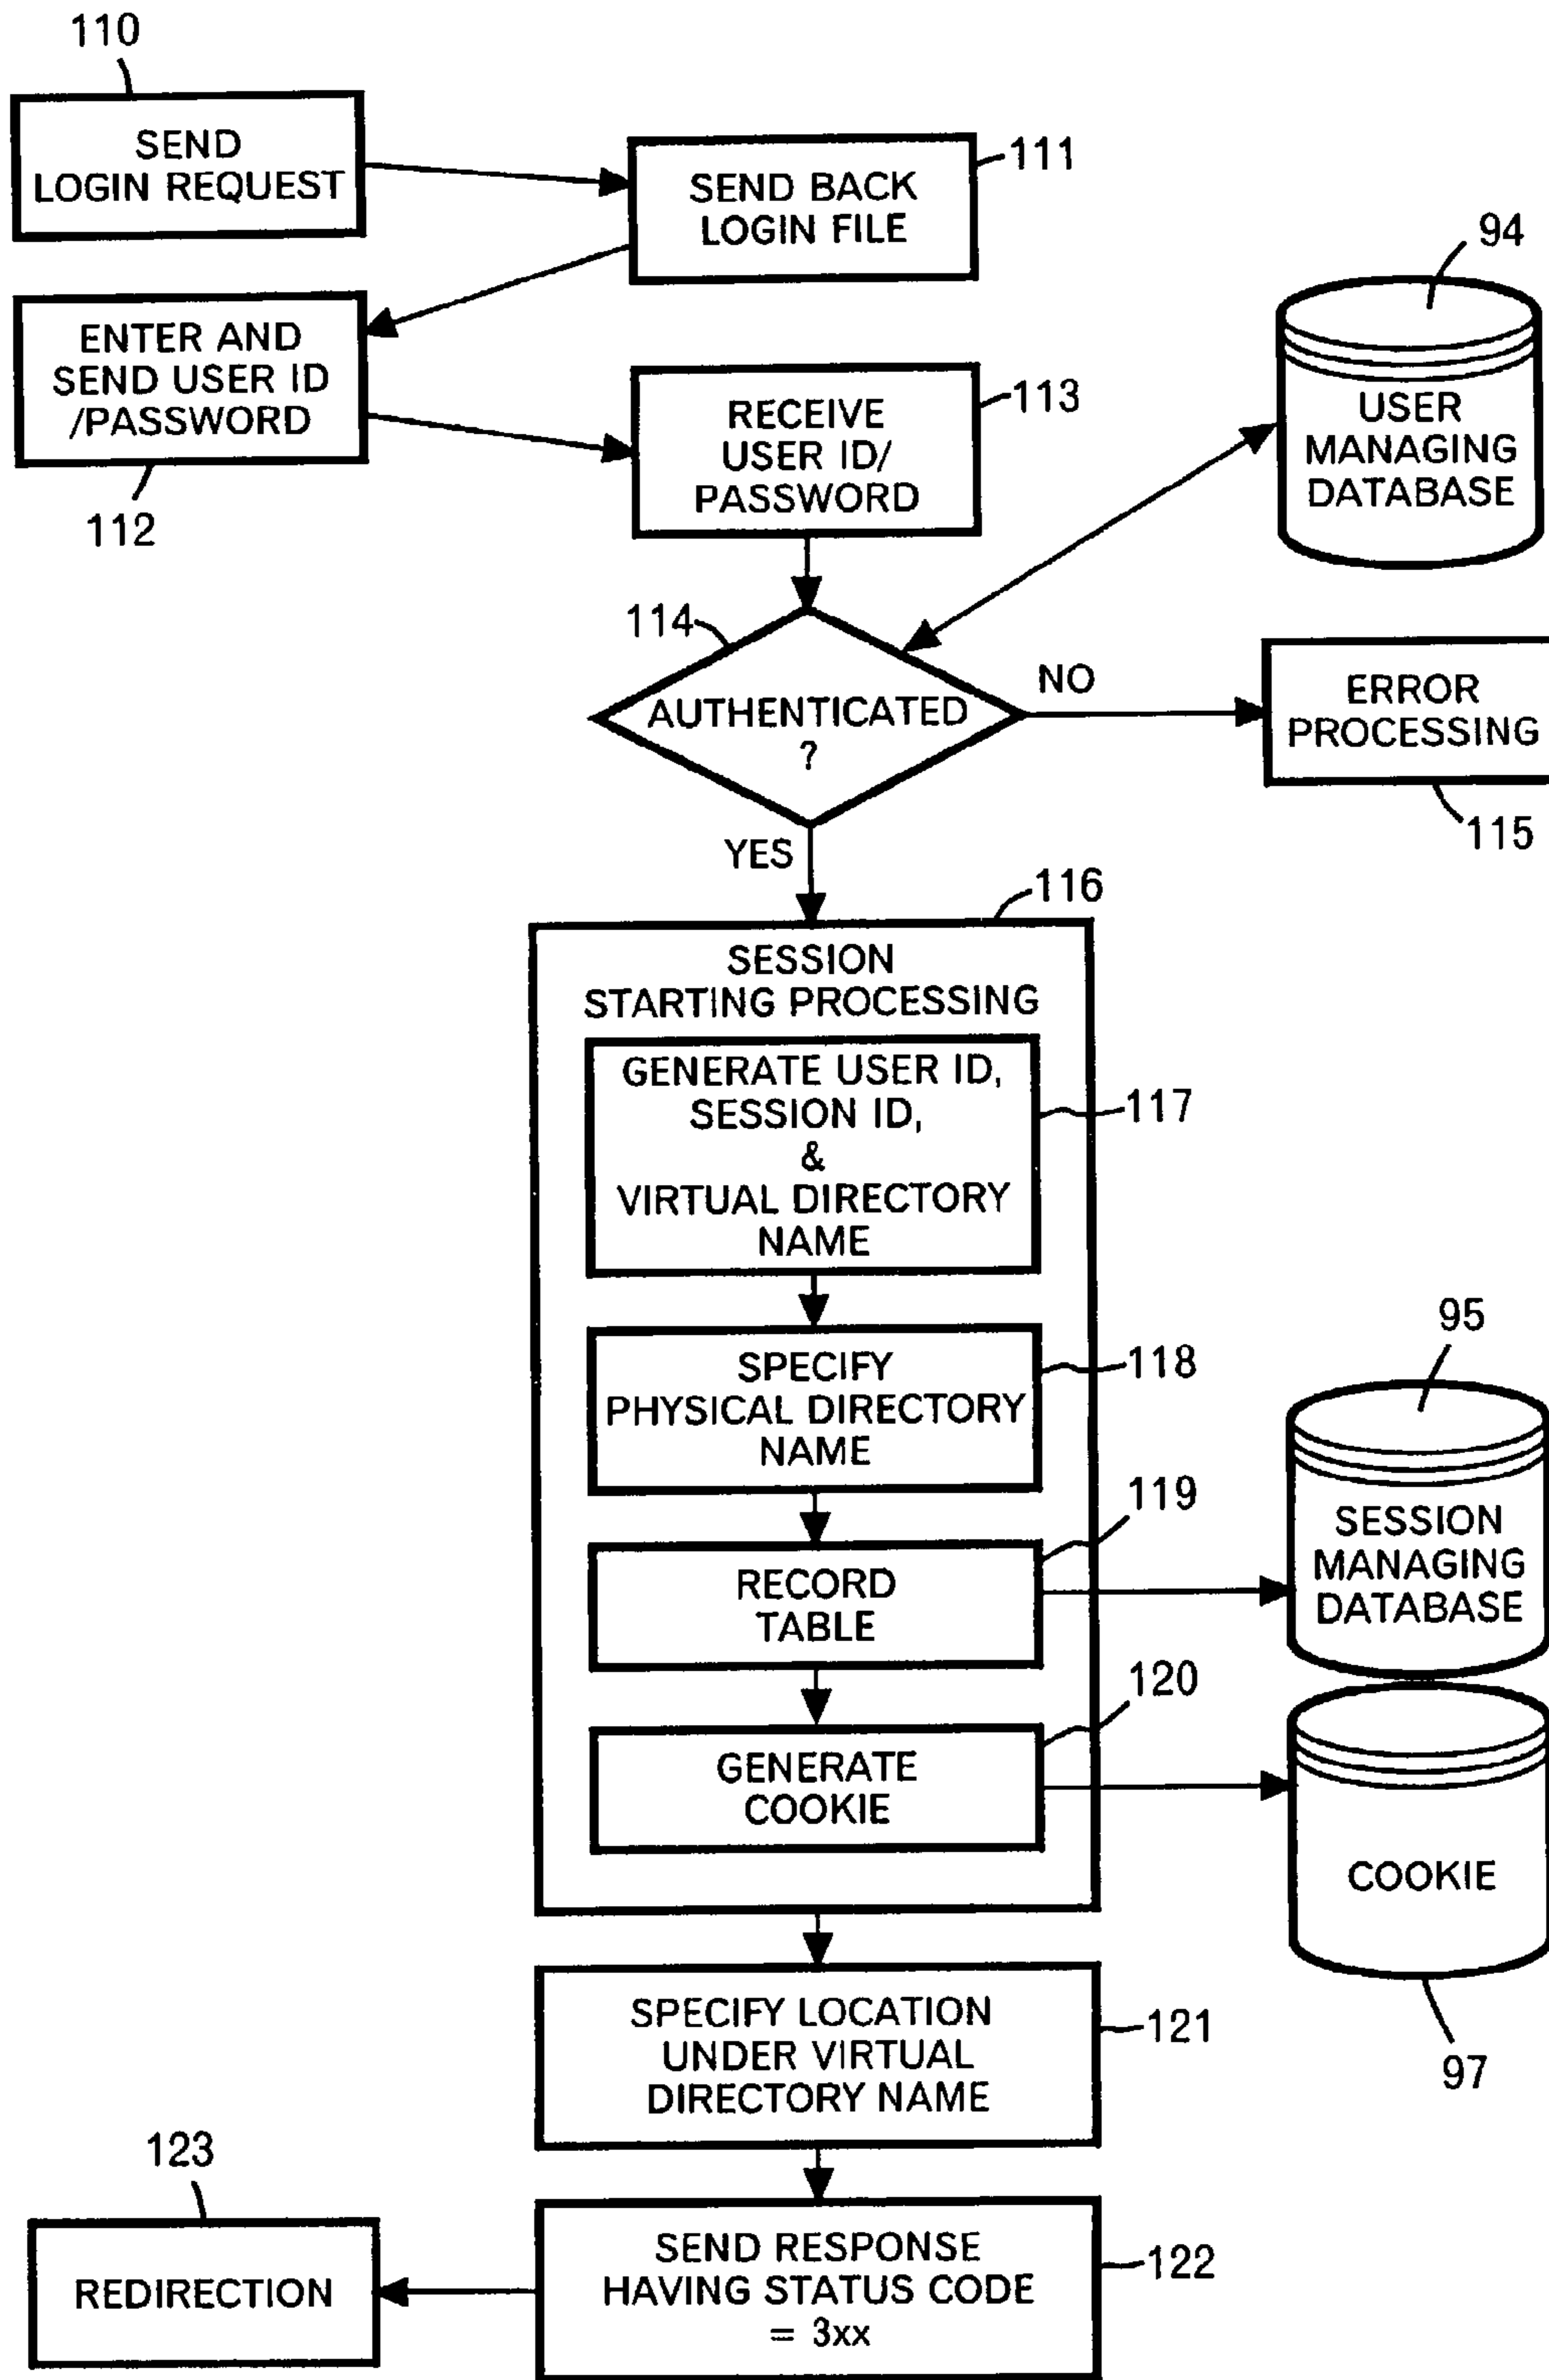 110
SEND
LOGIN REQUEST
111
SEND BACK
LOGIN FILE
94
USER
MANAGING
DATABASE
ENTER AND
SEND USER ID
/PASSWORD
112
113
RECEIVE
USER ID/
PASSWORD
114
AUTHENTICATED
?
NO
ERROR
PROCESSING
115
YES
116
SESSION
STARTING PROCESSING
GENERATE USER ID,
SESSION ID,
&
VIRTUAL DIRECTORY
NAME
117
SPECIFY
PHYSICAL DIRECTORY
NAME
118
95
SESSION
MANAGING
DATABASE
119
RECORD
TABLE
120
GENERATE
COOKIE
COOKIE
97
SPECIFY LOCATION
UNDER VIRTUAL
DIRECTORY NAME
121
123
REDIRECTION
SEND RESPONSE
HAVING STATUS CODE
= 3xx
122